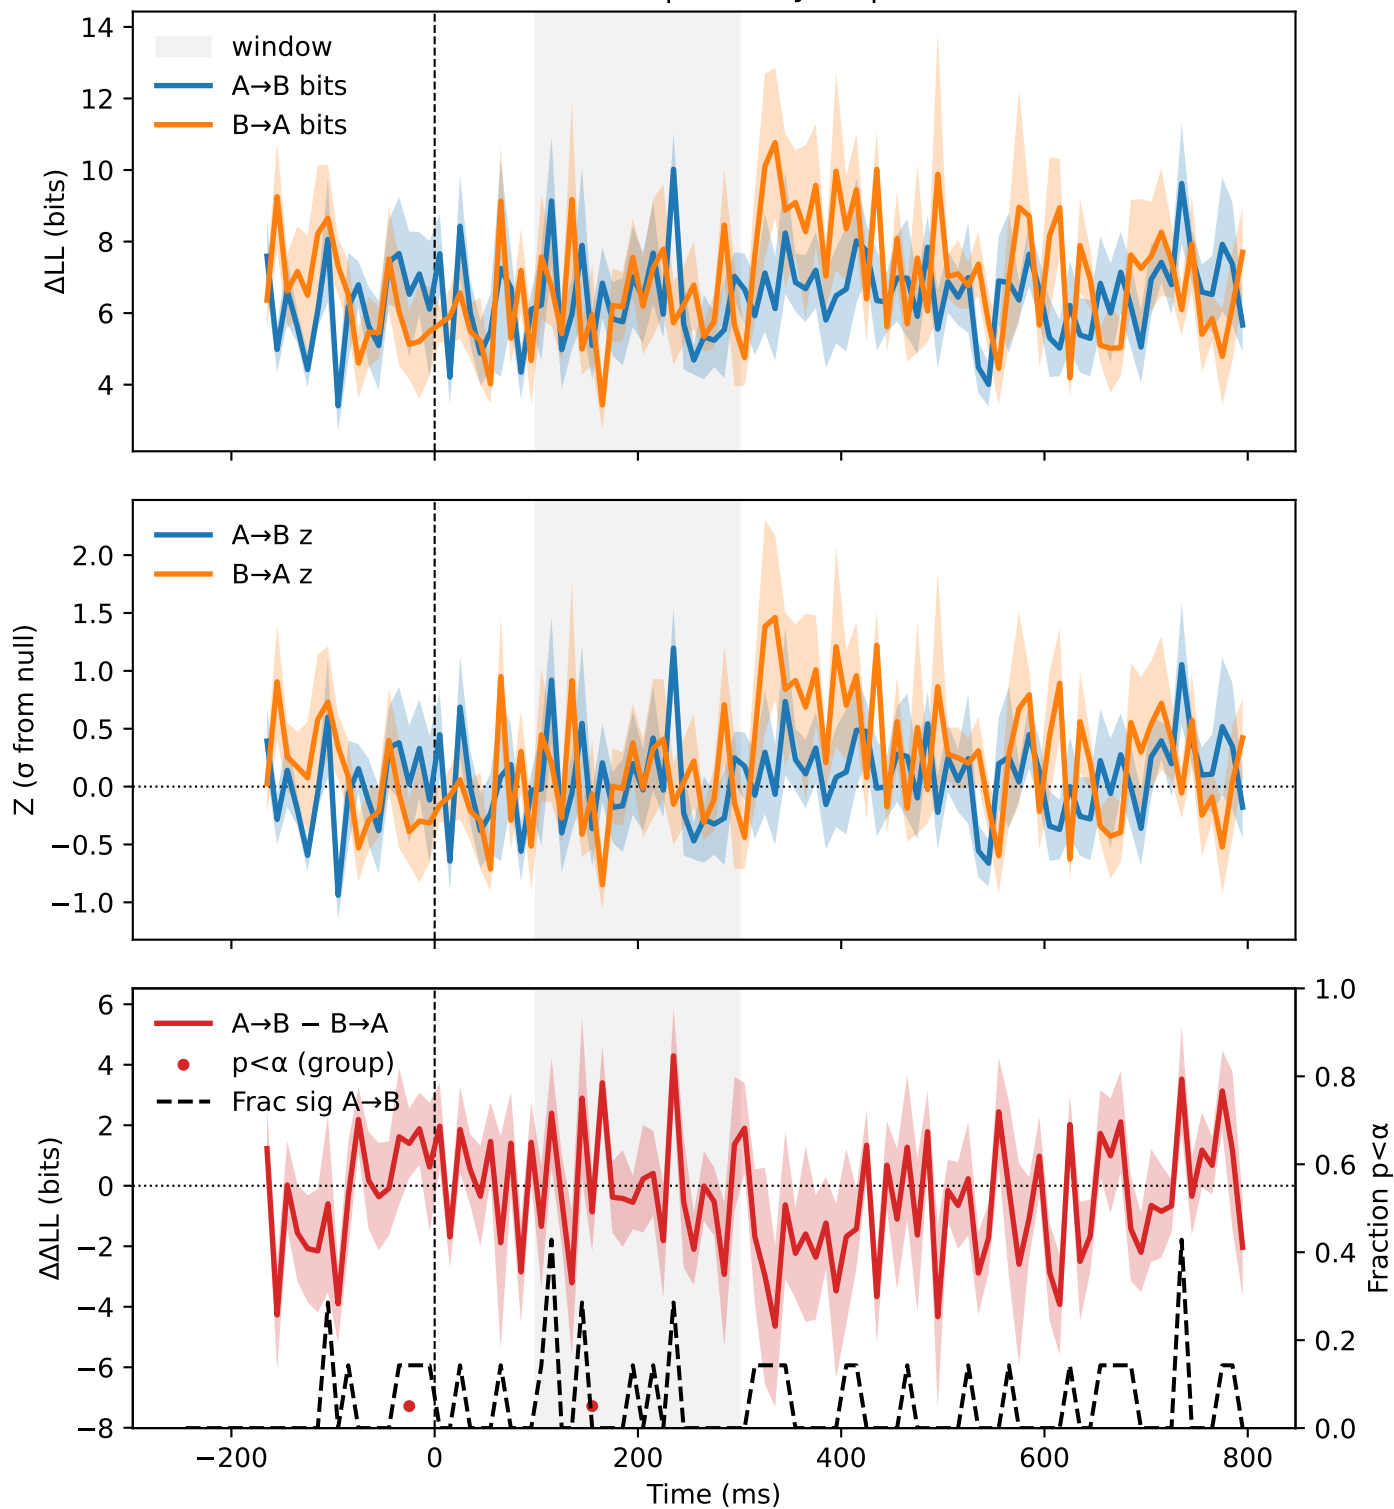 14
12
10
8
6
4
ΔLL (bits)
window
A→B bits
B→A bits
2.0
1.5
1.0
0.5
0.0
−0.5
−1.0
Z (σ from null)
A→B z
B→A z
6
4
2
0
−2
−4
−6
−8
ΔΔLL (bits)
A→B − B→A
p<α (group)
Frac sig A→B
1.0
0.8
0.6
0.4
0.2
0.0
Fraction p<α
−200
0
200
400
600
800
Time (ms)